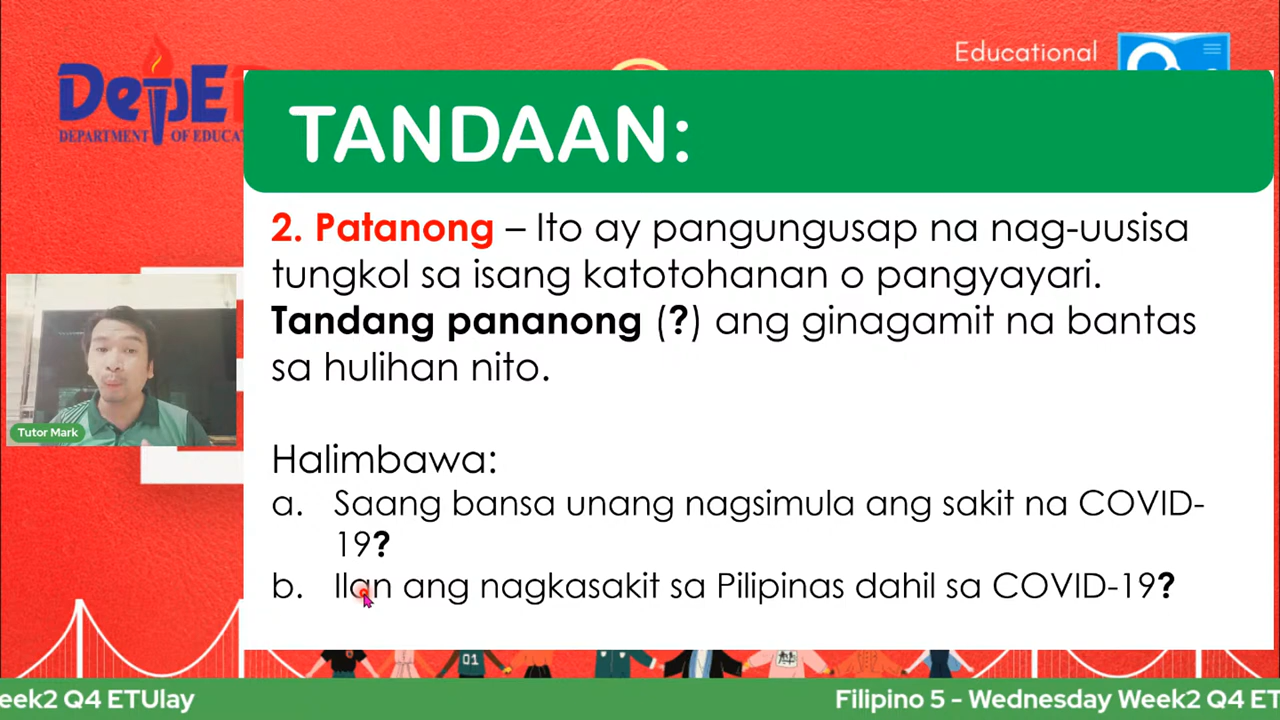 Educational
DepED
DEPARTMENT OF EDUCA
TANDAAN:
2. Patanong – Ito ay pangungusap na nag-uusisa
tungkol sa isang katotohanan o pangyayari.
Tandang pananong (?) ang ginagamit na bantas
sa hulihan nito.
Tutor Mark
Halimbawa:
a. Saang bansa unang nagsimula ang sakit na COVID-
19?
b. Ilan ang nagkasakit sa Pilipinas dahil sa COVID-19?
01
eek2 Q4 ETUlay
Filipino 5 - Wednesday Week2 Q4 ET